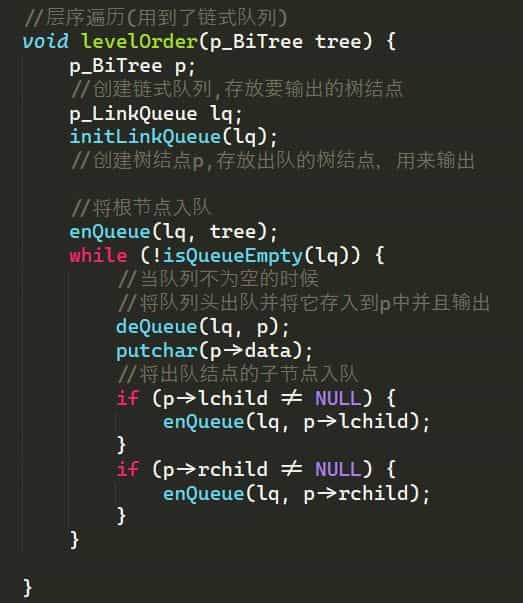 //层序遍历(用到了链式队列)
void levelOrder(p_BiTree tree) {
    p_BiTree p;
    //创建链式队列,存放要输出的树结点
    p_LinkQueue lq;
    initLinkQueue(lq);
    //创建树结点p,存放出队的树结点, 用来输出

    //将根节点入队
    enQueue(lq, tree);
    while (!isQueueEmpty(lq)) {
        //当队列不为空的时候
        //将队列头出队并将它存入到p中并且输出
        deQueue(lq, p);
        putchar(p->data);
        //将出队结点的子节点入队
        if (p->lchild != NULL) {
            enQueue(lq, p->lchild);
        }
        if (p->rchild != NULL) {
            enQueue(lq, p->rchild);
        }
    }

}